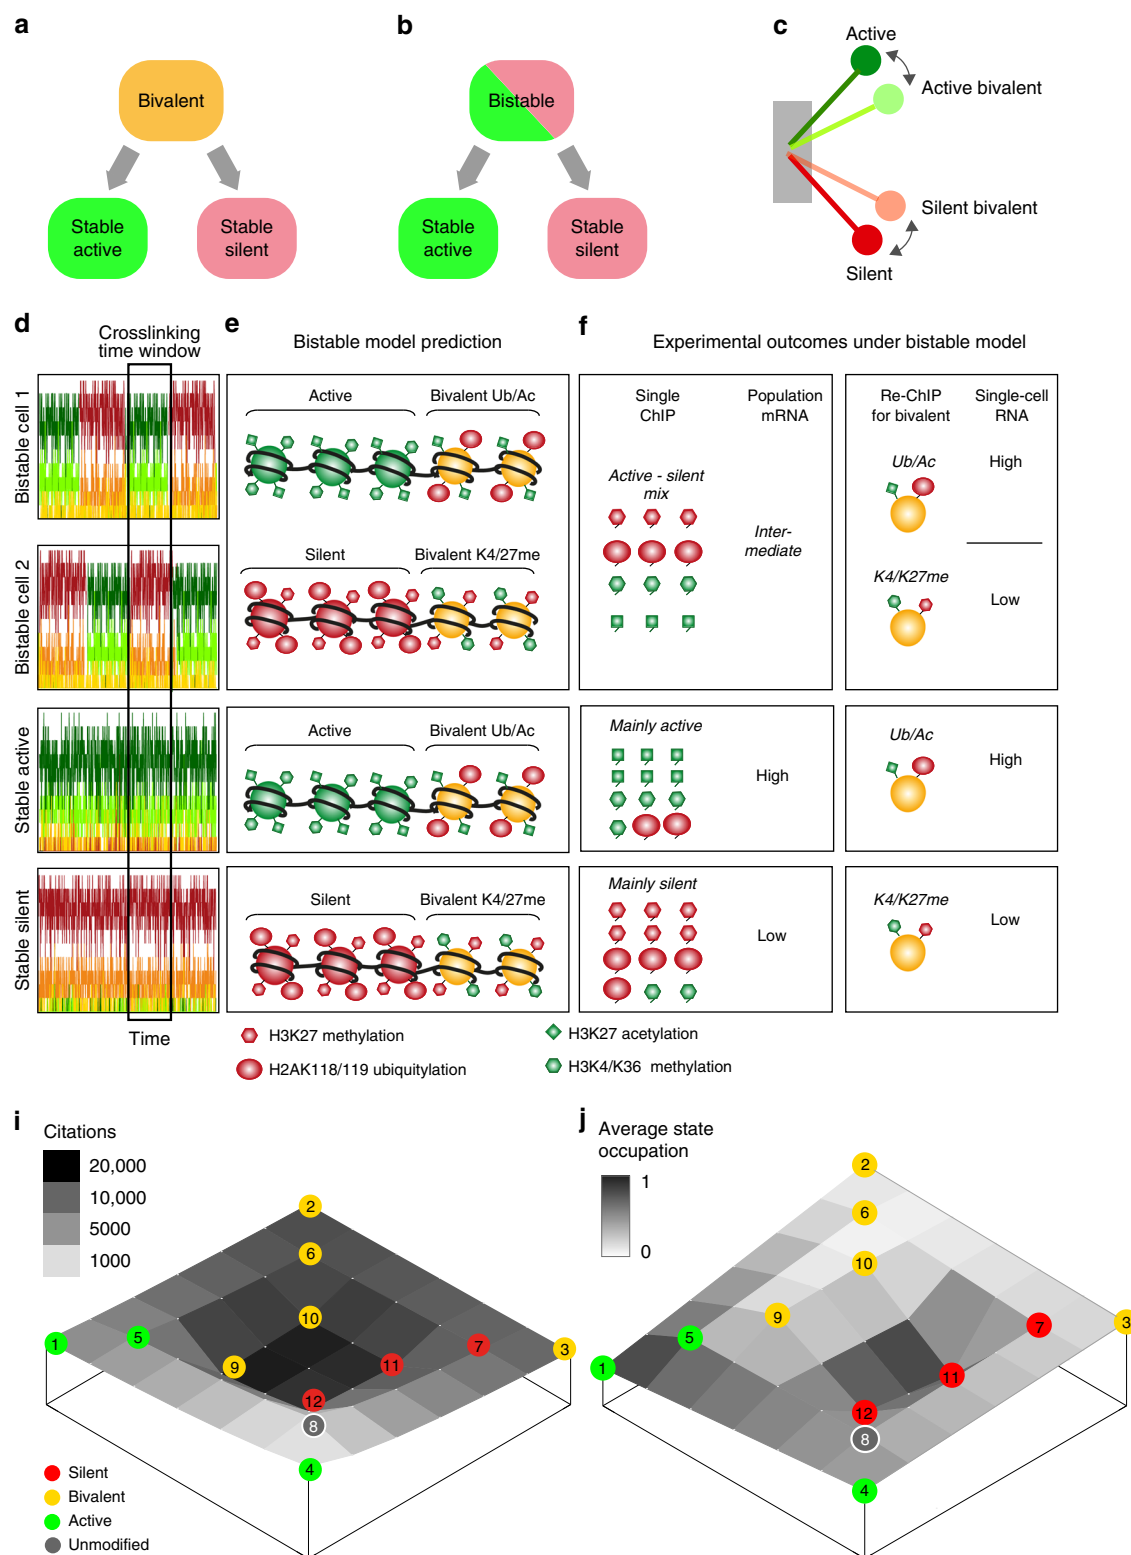 a
Bivalent
Stable
active
Stable
silent
b
Bistable
Stable
active
Stable
silent
c
Active
Active bivalent
Silent bivalent
Silent
d
Crosslinking
time window
Bistable cell 1
Bistable cell 2
Stable active
Stable silent
Time
e
Bistable model prediction
Active
Bivalent Ub/Ac
Silent
Bivalent K4/27me
Active
Bivalent Ub/Ac
Silent
Bivalent K4/27me
f
Experimental outcomes under bistable model
Single
ChIP
Population
mRNA
Re-ChIP
for bivalent
Single-cell
RNA
Active - silent
mix
Inter-
mediate
Ub/Ac
High
K4/K27me
Low
Mainly active
High
Ub/Ac
High
Mainly silent
Low
K4/K27me
Low
H3K27 methylation
H2AK118/119 ubiquitylation
H3K27 acetylation
H3K4/K36 methylation
i
Citations
20,000
10,000
5000
1000
2
6
10
1
5
9
7
3
11
12
8
4
Silent
Bivalent
Active
Unmodified
j
Average state
occupation
1
0
2
6
10
9
5
1
7
3
11
12
8
4